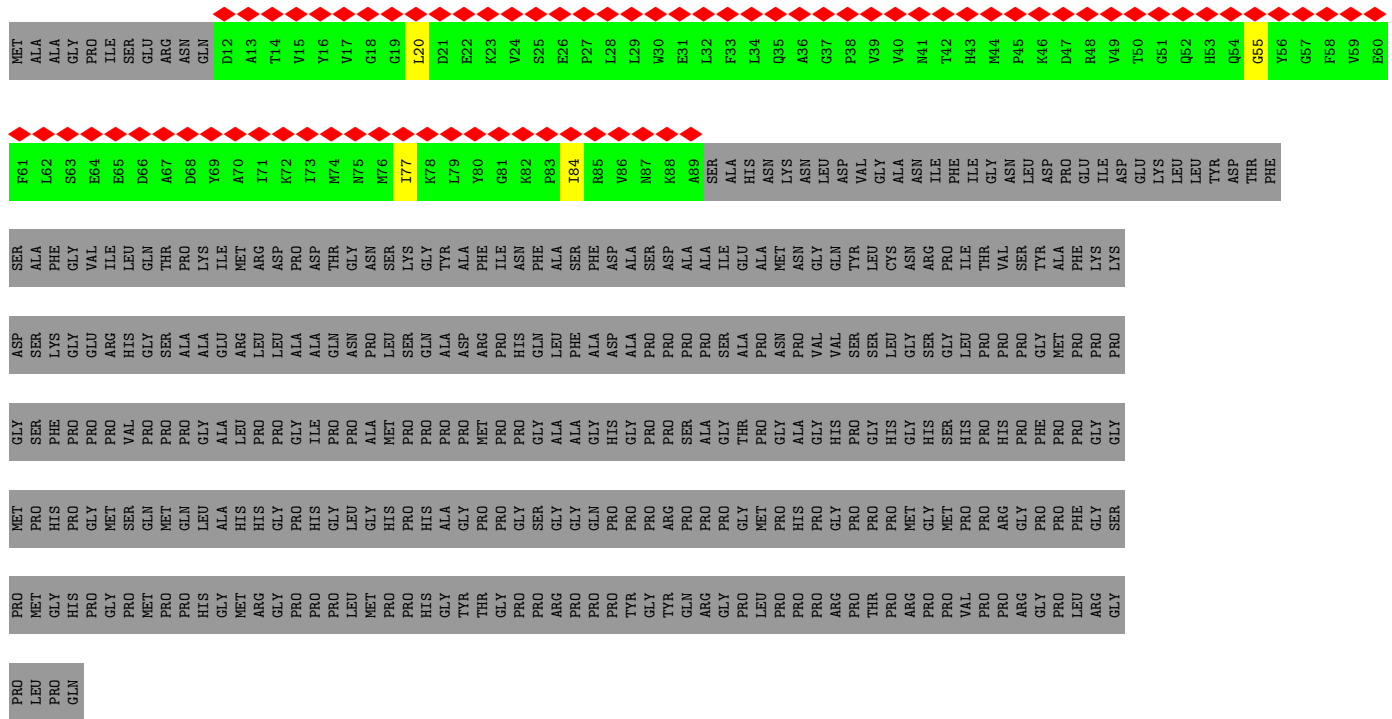 MET ALA ALA GLY PRO ILE SER GLU ARG ASN GLN D12 A13 T14 V15 Y16 V17 G18 G19 L20 D21 E22 K23 V24 S25 E26 P27 L28 L29 W30 E31 L32 F33 L34 Q35 A36 G37 P38 V39 V40 N41 T42 H43 M44 P45 K46 D47 R48 V49 T50 G51 Q52 H53 Q54 G55 Y56 G57 F58 V59 E60
F61 L62 S63 E64 E65 D66 A67 D68 Y69 A70 I71 K72 I73 M74 N75 M76 I77 K78 L79 Y80 G81 K82 P83 I84 R85 V86 N87 K88 A89 SER ALA HIS ASN LYS ASN LEU ASP VAL GLY ALA ASN ILE PHE ILE GLY ASN LEU ASP PRO GLU ILE ASP GLU LYS LEU LEU TYR ASP THR PHE
SER ALA PHE GLY VAL ILE LEU GLN THR PRO LYS ILE MET ARG ASP PRO ASP THR GLY ASN SER LYS GLY TYR ALA PHE ILE ASN PHE ALA SER PHE ASP ALA SER ASP ALA ALA ILE GLU ALA MET ASN GLY GLN TYR LEU CYS ASN ARG PRO ILE THR VAL SER TYR ALA PHE LYS LYS
ASP SER LYS GLY GLU ARG HIS GLY SER ALA ALA GLU ARG LEU LEU ALA ALA GLN ASN PRO LEU SER GLN ALA ASP ARG PRO HIS GLN LEU PHE ALA ASP ALA PRO PRO PRO PRO SER ALA PRO ASN PRO VAL VAL SER SER LEU GLY SER GLY LEU PRO PRO PRO GLY MET PRO PRO PRO
GLY SER PHE PRO PRO PRO VAL PRO PRO PRO GLY ALA LEU PRO PRO GLY ILE PRO PRO ALA MET PRO PRO PRO PRO MET PRO PRO GLY ALA ALA GLY HIS GLY PRO PRO SER ALA GLY THR PRO GLY ALA GLY HIS PRO GLY HIS GLY HIS SER HIS PRO HIS PRO PHE PRO PRO GLY GLY
MET PRO HIS PRO GLY MET SER GLN MET GLN LEU ALA HIS HIS GLY PRO HIS GLY LEU GLY HIS PRO HIS ALA GLY PRO PRO GLY SER GLY GLY GLN PRO PRO PRO ARG PRO PRO PRO GLY MET PRO HIS PRO GLY PRO PRO PRO MET GLY MET PRO PRO ARG GLY PRO PRO PHE GLY SER
PRO MET GLY HIS PRO GLY PRO MET PRO PRO HIS GLY MET ARG GLY PRO PRO PRO LEU MET PRO PRO HIS GLY TYR THR GLY PRO PRO ARG PRO PRO PRO TYR GLY TYR GLN ARG GLY PRO LEU PRO PRO PRO ARG PRO THR PRO ARG PRO PRO VAL PRO PRO ARG GLY PRO LEU ARG GLY
PRO LEU PRO GLN